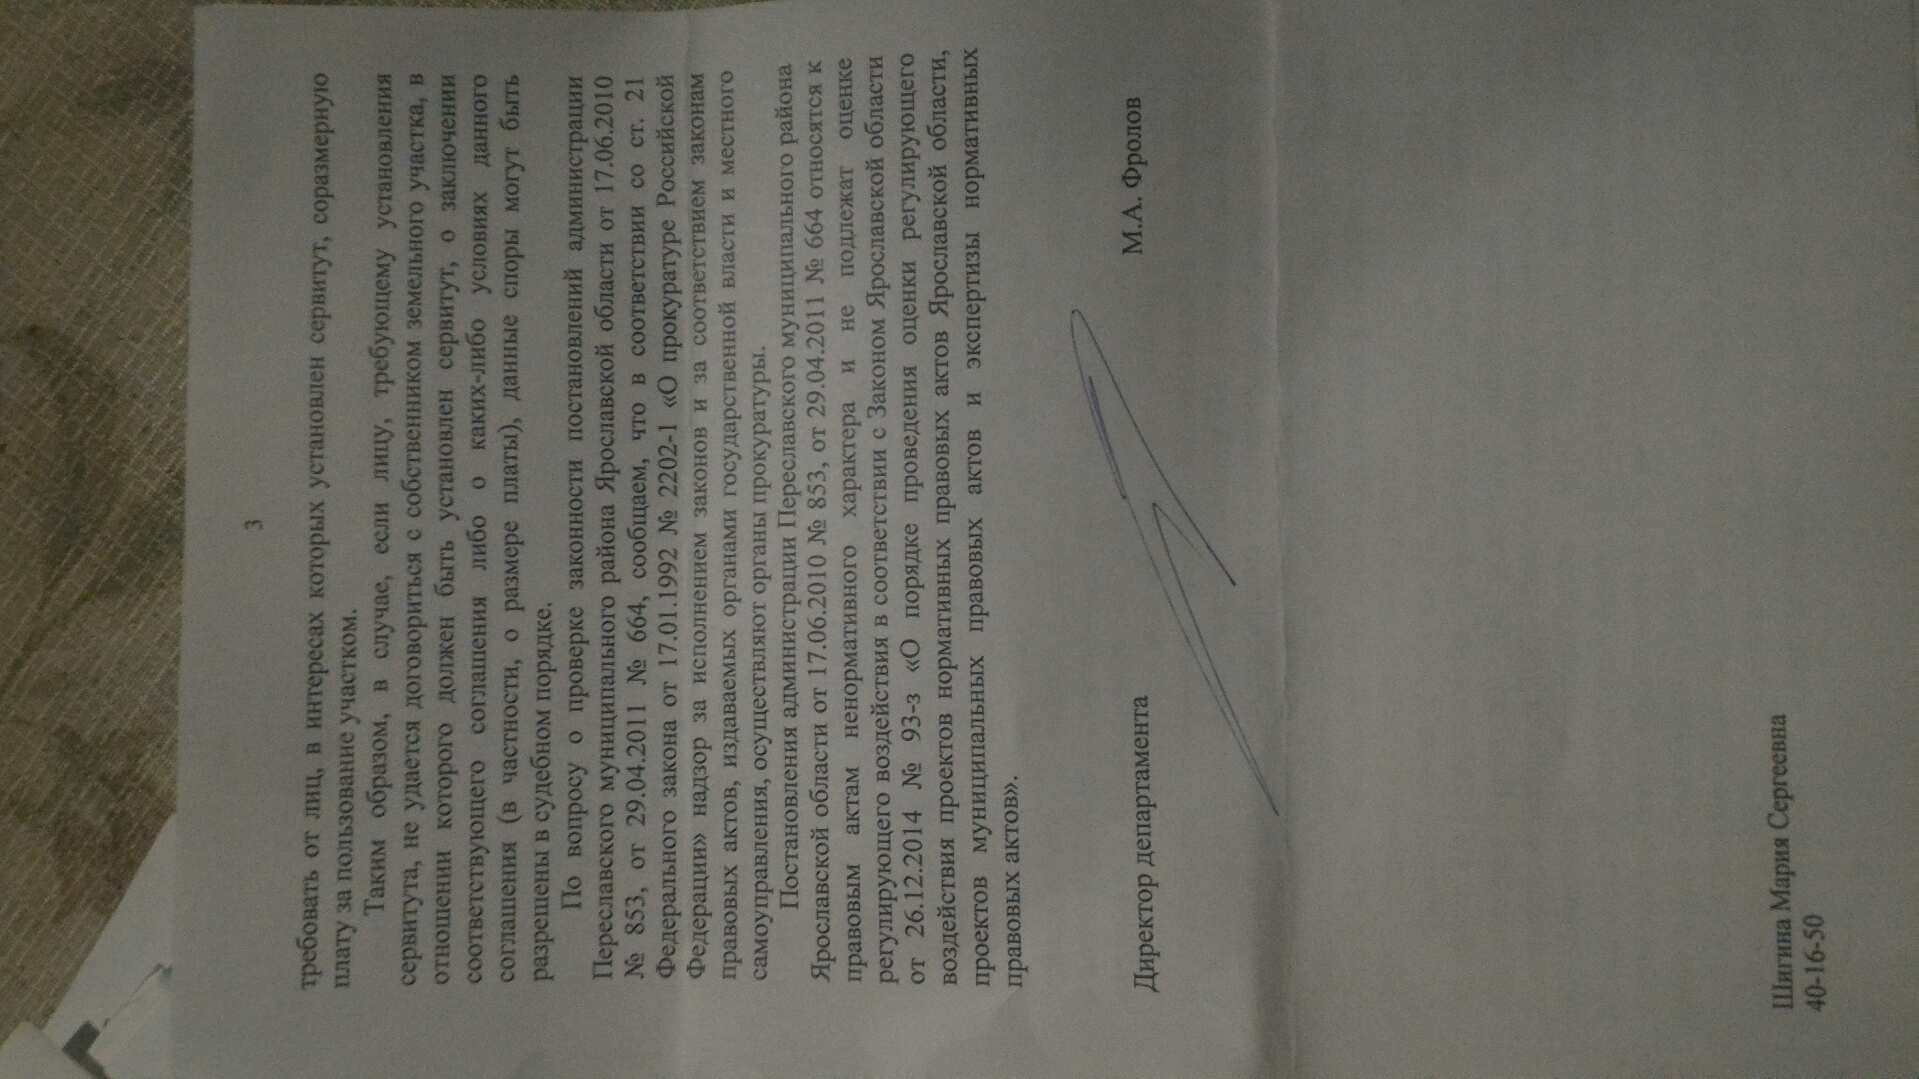 3
требовать от лиц, в интересах которых установлен сервитут, соразмерную
плату за пользование участком.
Таким образом, в случае, если лицу, требующему установления
сервитута, не удается договориться с собственником земельного участка, в
отношении которого должен быть установлен сервитут, о заключении
соответствующего соглашения либо о каких-либо условиях данного
соглашения (в частности, о размере платы), данные споры могут быть
разрешены в судебном порядке.
По вопросу о проверке законности постановлений администрации
Переславского муниципального района Ярославской области от 17.06.2010
№ 853, от 29.04.2011 № 664, сообщаем, что в соответствии со ст. 21
Федерального закона от 17.01.1992 № 2202-1 «О прокуратуре Российской
Федерации» надзор за исполнением законов и за соответствием законам
правовых актов, издаваемых органами государственной власти и местного
самоуправления, осуществляют органы прокуратуры.
Постановления администрации Переславского муниципального района
Ярославской области от 17.06.2010 № 853, от 29.04.2011 № 664 относятся к
правовым актам ненормативного характера и не подлежат оценке
регулирующего воздействия в соответствии с Законом Ярославской области
от 26.12.2014 № 93-з «О порядке проведения оценки регулирующего
воздействия проектов нормативных правовых актов Ярославской области,
проектов муниципальных правовых актов и экспертизы нормативных
правовых актов».
Директор департамента М.А. Фролов
Шигина Мария Сергеевна
40-16-50